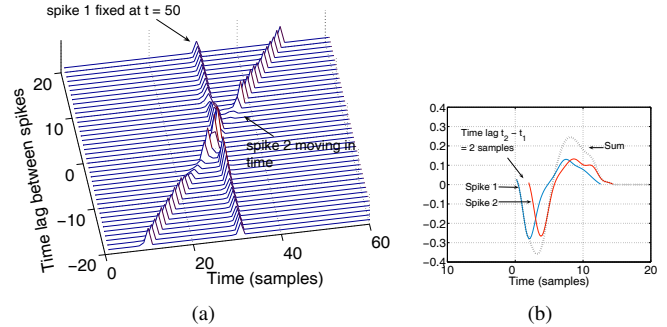 spike 1 fixed at t = 50
Time lag between spikes
20
10
0
−10
−20
spike 2 moving in
time
0
20
40
60
Time (samples)
(a)
0.4
0.3
0.2
0.1
0
−0.1
−0.2
−0.3
−0.4
Time lag t2 − t1
= 2 samples
Sum
Spike 1
Spike 2
10
0
10
20
Time (samples)
(b)